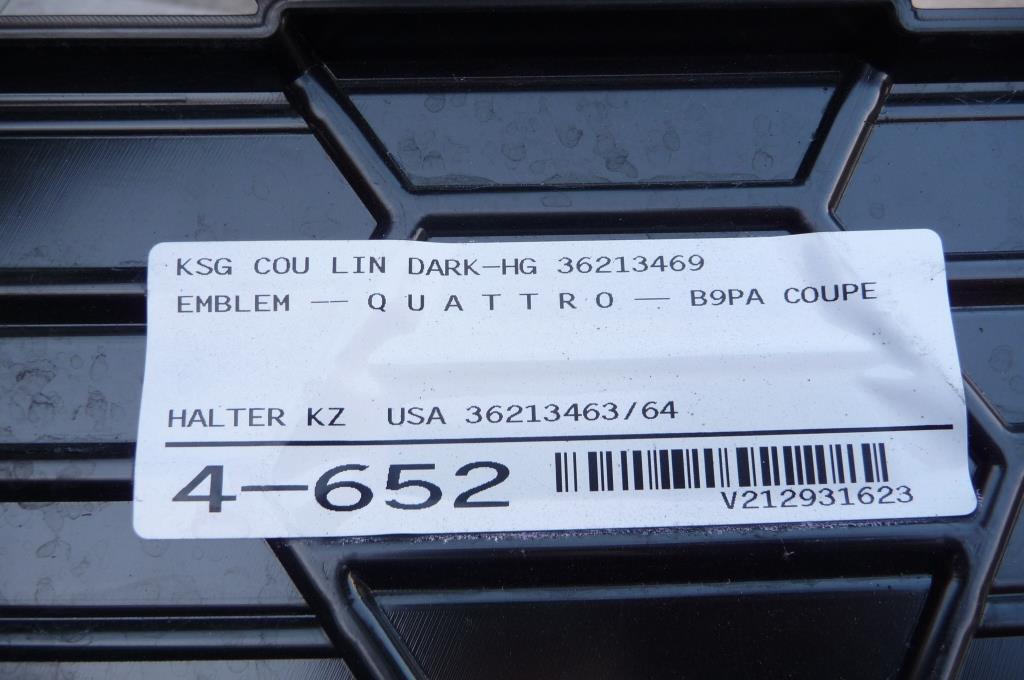 KSG COU LIN DARK-HG 36213469
EMBLEM -- Q U A T T R O - B9PA COUPE
HALTER KZ USA 36213463/64
4-652
V212931623